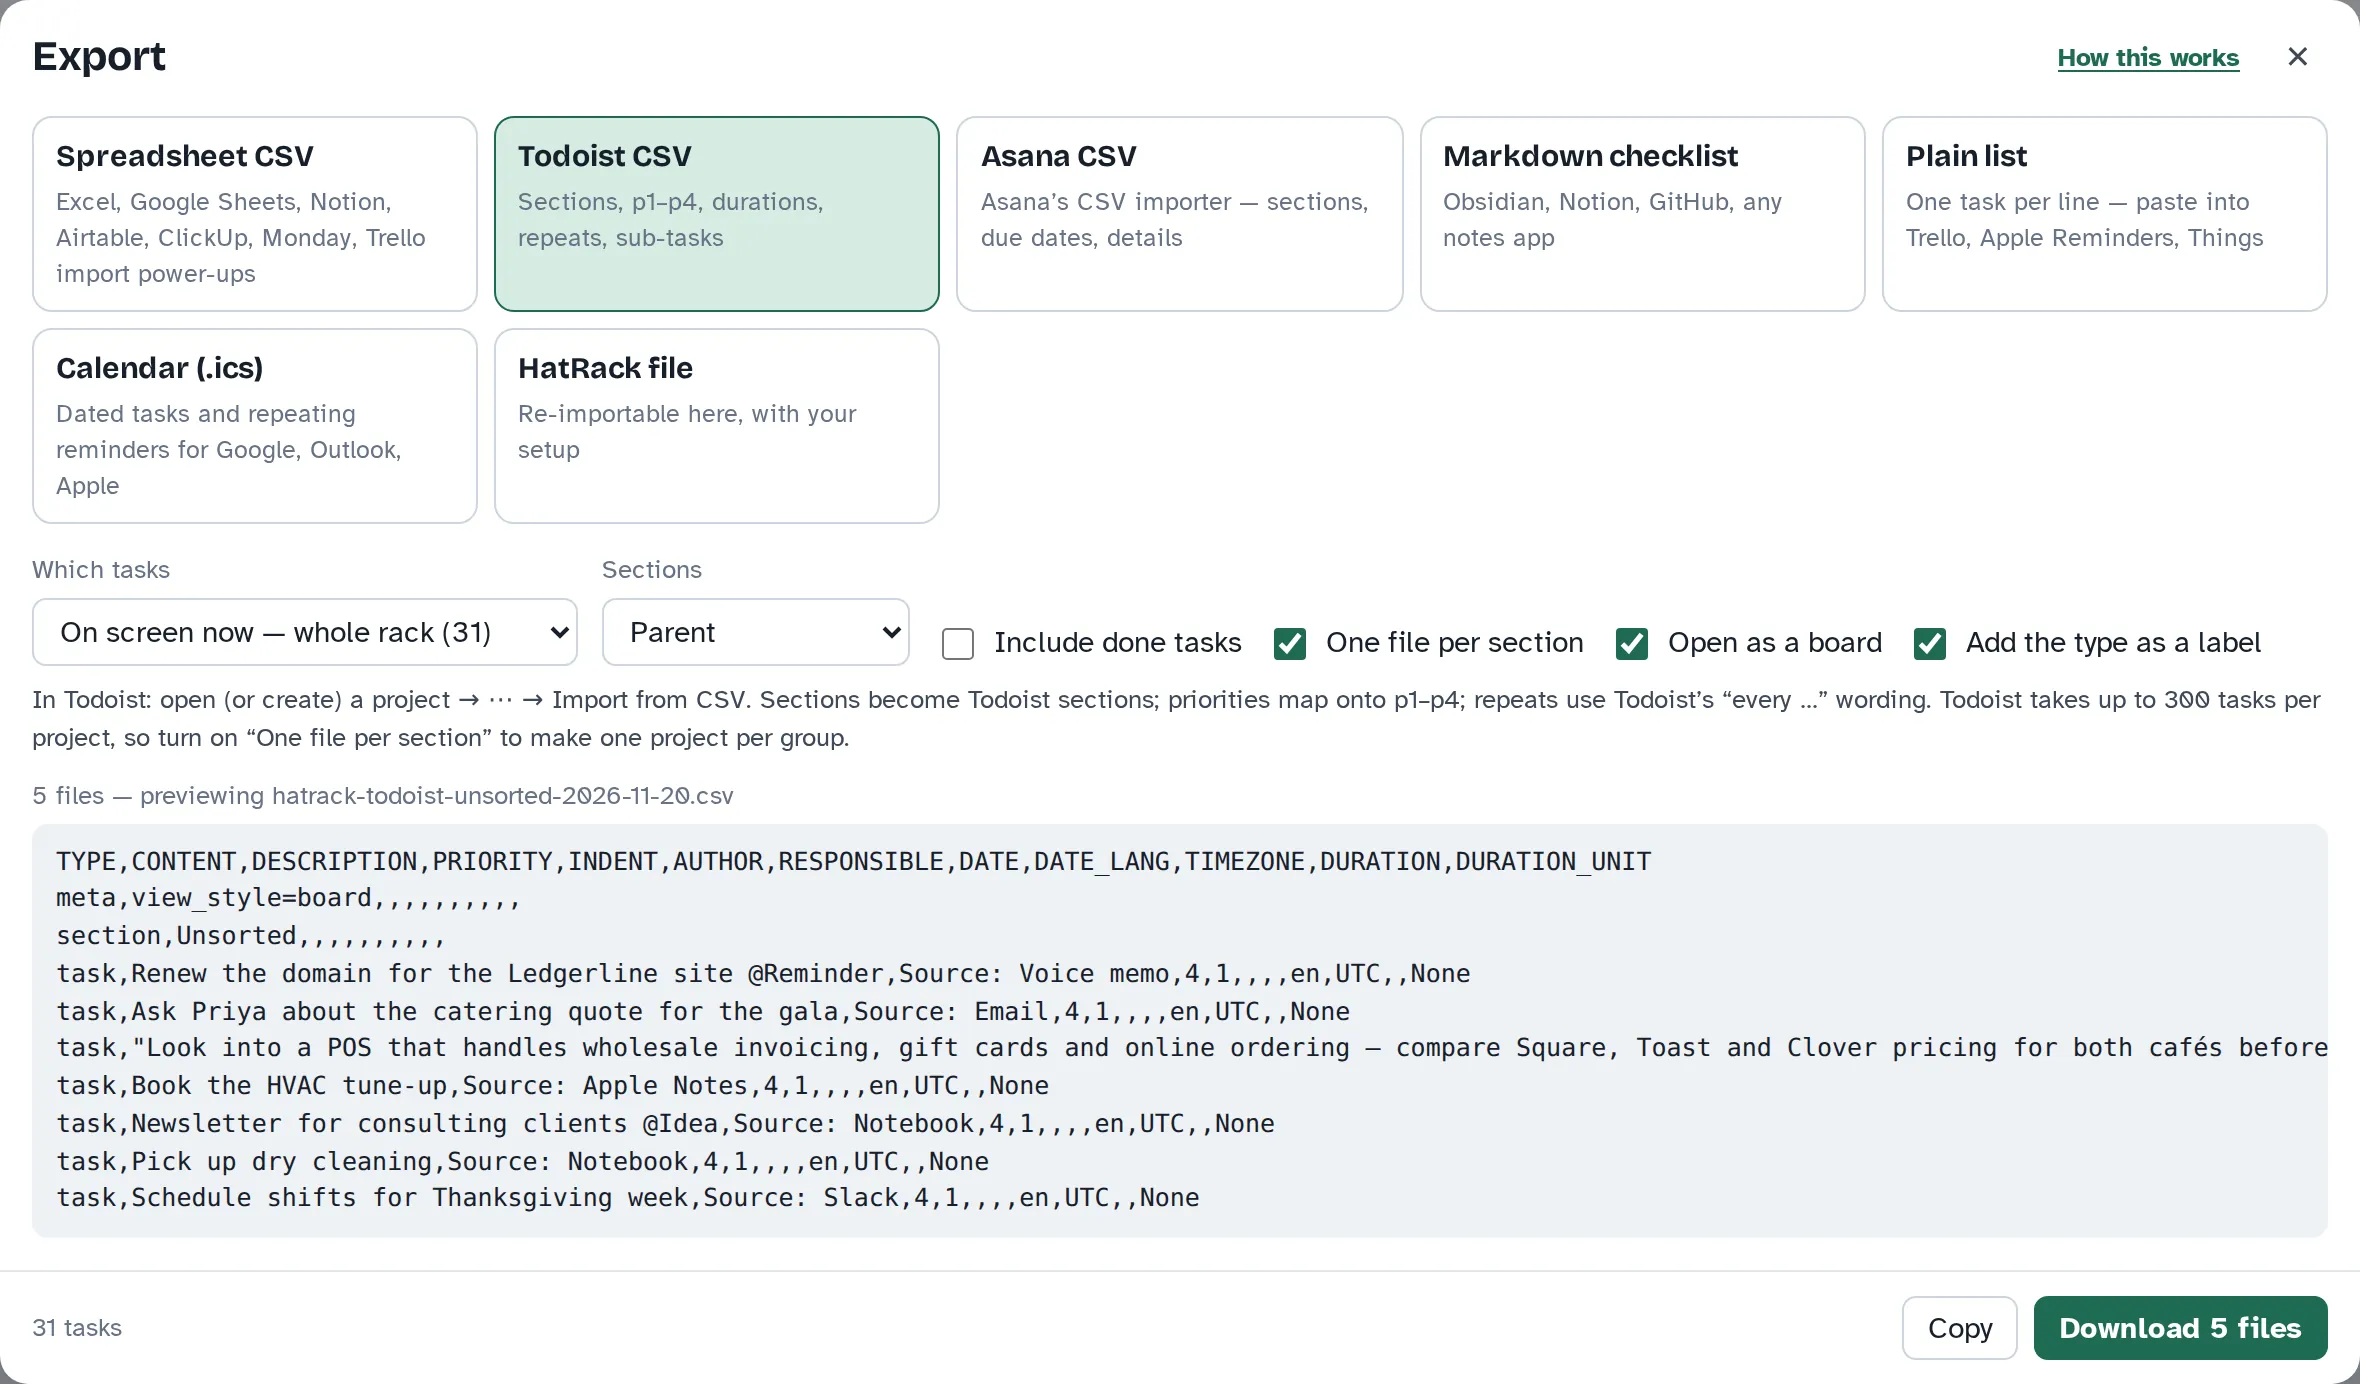 Export
How this works
Spreadsheet CSV
Excel, Google Sheets, Notion,
Airtable, ClickUp, Monday, Trello
import power-ups
Todoist CSV
Sections, p1–p4, durations,
repeats, sub-tasks
Asana CSV
Asana’s CSV importer — sections,
due dates, details
Markdown checklist
Obsidian, Notion, GitHub, any
notes app
Plain list
One task per line — paste into
Trello, Apple Reminders, Things
Calendar (.ics)
Dated tasks and repeating
reminders for Google, Outlook,
Apple
HatRack file
Re-importable here, with your
setup
Which tasks
Sections
On screen now — whole rack (31)
Parent
Include done tasks
One file per section
Open as a board
Add the type as a label
In Todoist: open (or create) a project → ⋯ → Import from CSV. Sections become Todoist sections; priorities map onto p1–p4; repeats use Todoist’s “every …” wording. Todoist takes up to 300 tasks per
project, so turn on “One file per section” to make one project per group.
5 files — previewing hatrack-todoist-unsorted-2026-11-20.csv
TYPE,CONTENT,DESCRIPTION,PRIORITY,INDENT,AUTHOR,RESPONSIBLE,DATE,DATE_LANG,TIMEZONE,DURATION,DURATION_UNIT
meta,view_style=board,,,,,,,,,,
section,Unsorted,,,,,,,,,,
task,Renew the domain for the Ledgerline site @Reminder,Source: Voice memo,4,1,,,,en,UTC,,None
task,Ask Priya about the catering quote for the gala,Source: Email,4,1,,,,en,UTC,,None
task,"Look into a POS that handles wholesale invoicing, gift cards and online ordering — compare Square, Toast and Clover pricing for both cafés before
task,Book the HVAC tune-up,Source: Apple Notes,4,1,,,,en,UTC,,None
task,Newsletter for consulting clients @Idea,Source: Notebook,4,1,,,,en,UTC,,None
task,Pick up dry cleaning,Source: Notebook,4,1,,,,en,UTC,,None
task,Schedule shifts for Thanksgiving week,Source: Slack,4,1,,,,en,UTC,,None
31 tasks
Copy
Download 5 files